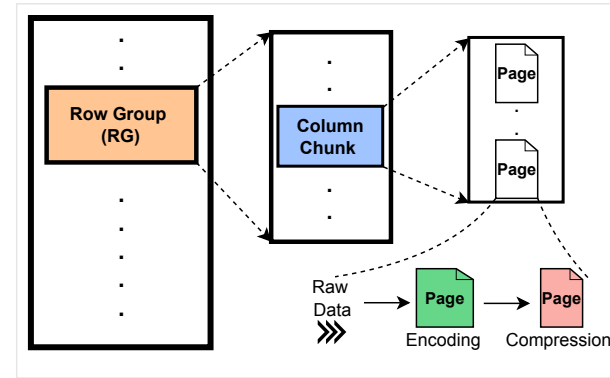 Row Group
(RG)
Column
Chunk
Page
Page
Raw
Data
Page
Page
Encoding
Compression